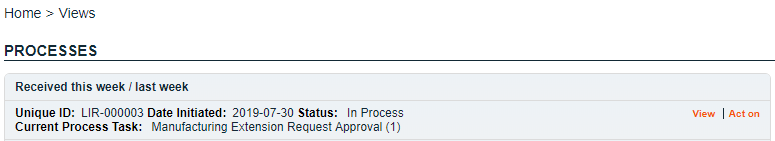 Home > Views
PROCESSES
Received this week / last week
Unique ID: LIR-000003 Date Initiated: 2019-07-30 Status: In Process
View | Act on
Current Process Task: Manufacturing Extension Request Approval (1)